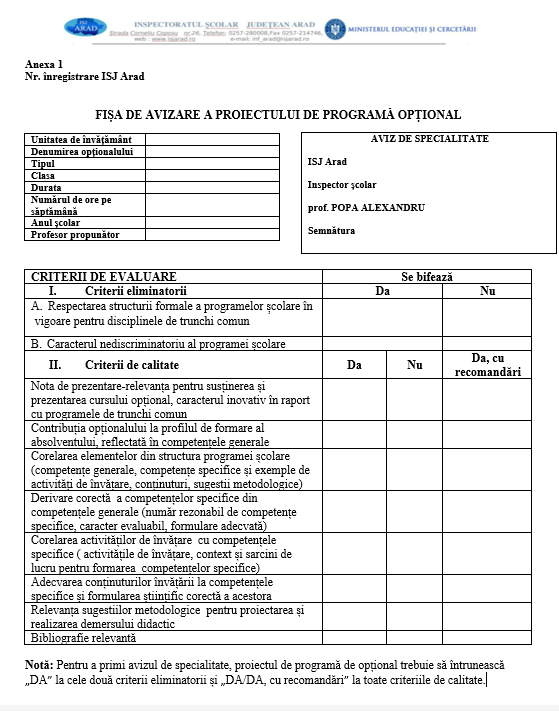 ISJ
ARAD
INSPECTORATUL ȘCOLAR JUDEȚEAN ARAD
Strada Corneliu Coposu nr.26, Telefon: 0257-280008,Fax 0257-214746,
web : www.isjarad.ro e-mail: inf_arad@isjarad.ro
MINISTERUL EDUCAȚIEI ȘI CERCETĂRII
Anexa 1
Nr. înregistrare ISJ Arad
FIȘA DE AVIZARE A PROIECTULUI DE PROGRAMĂ OPȚIONAL
Unitatea de învățământ
Denumirea opționalului
Tipul
Clasa
Durata
Numărul de ore pe
săptămână
Anul școlar
Profesor propunător
AVIZ DE SPECIALITATE
ISJ Arad
Inspector școlar
prof. POPA ALEXANDRU
Semnătura
CRITERII DE EVALUARE Se bifează
I. Criterii eliminatorii Da Nu
A. Respectarea structurii formale a programelor școlare în
vigoare pentru disciplinele de trunchi comun
B. Caracterul nediscriminatoriu al programei școlare
II. Criterii de calitate Da Nu Da, cu
recomandări
Nota de prezentare-relevanța pentru susținerea și
prezentarea cursului opțional, caracterul inovativ în raport
cu programele de trunchi comun
Contribuția opționalului la profilul de formare al
absolventului, reflectată în competențele generale
Corelarea elementelor din structura programei școlare
(competențe generale, competențe specifice și exemple de
activități de învățare, conținuturi, sugestii metodologice)
Derivare corectă a competențelor specifice din
competențele generale (număr rezonabil de competențe
specifice, caracter evaluabil, formulare adecvată)
Corelarea activităților de învățare cu competențele
specifice ( activitățile de învățare, context și sarcini de
lucru pentru formarea competențelor specifice)
Adecvarea conținuturilor învățării la competențele
specifice și formularea științific corectă a acestora
Relevanța sugestiilor metodologice pentru proiectarea și
realizarea demersului didactic
Bibliografie relevantă
Notă: Pentru a primi avizul de specialitate, proiectul de programă de opțional trebuie să întrunească
„DA” la cele două criterii eliminatorii și „DA/DA, cu recomandări” la toate criteriile de calitate.